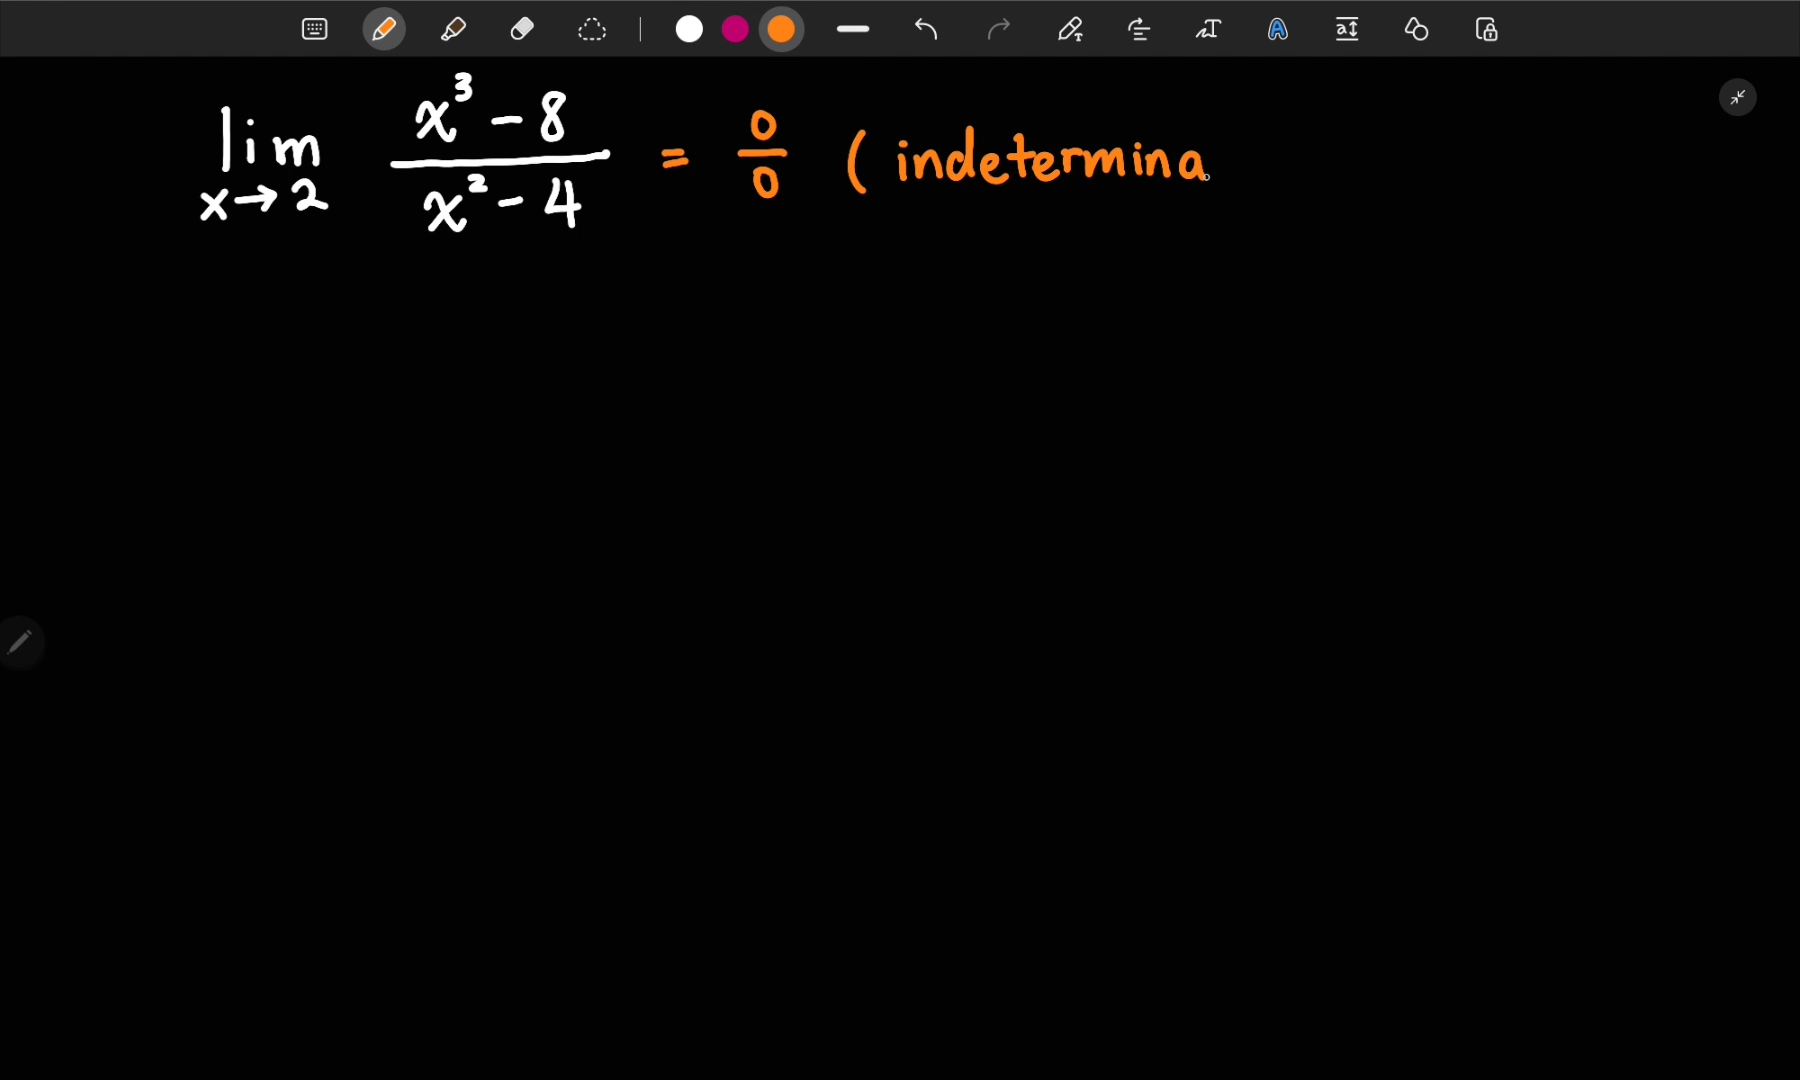 lim x→2 x³ - 8 / x² - 4 = 0/0 ( indetermina